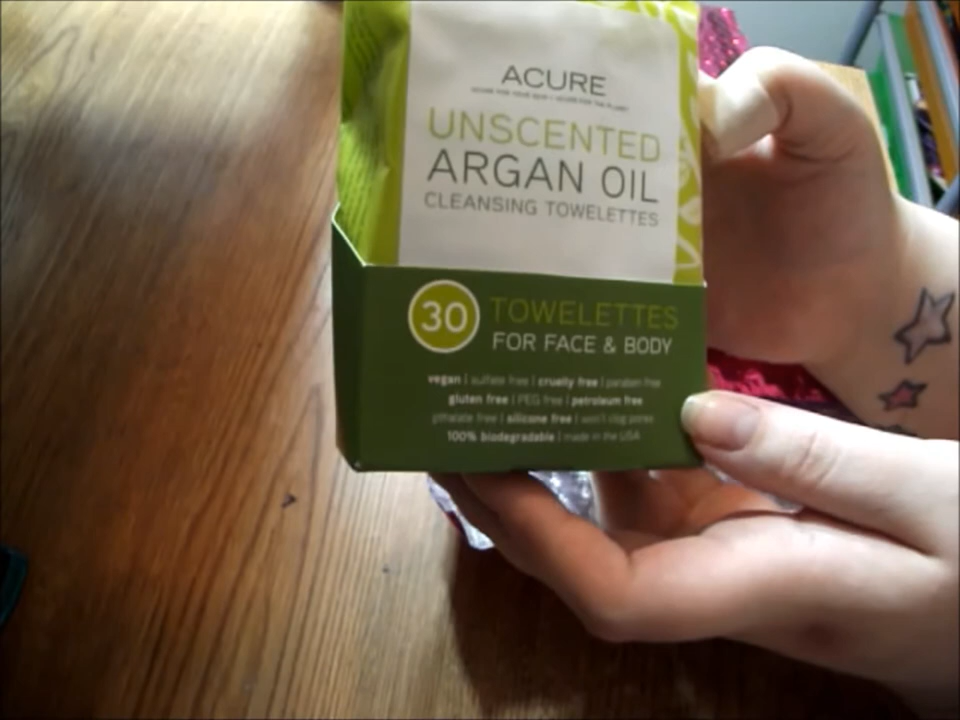 ACURE
UNSCENTED
ARGAN OIL
CLEANSING TOWELETTES
30
TOWELETTES
FOR FACE & BODY
vegan | sulfate free | cruelty free | paraben free
gluten free | PEG free | petroleum free
phthalate free | silicone free | won't clog pores
100% biodegradable | made in the USA